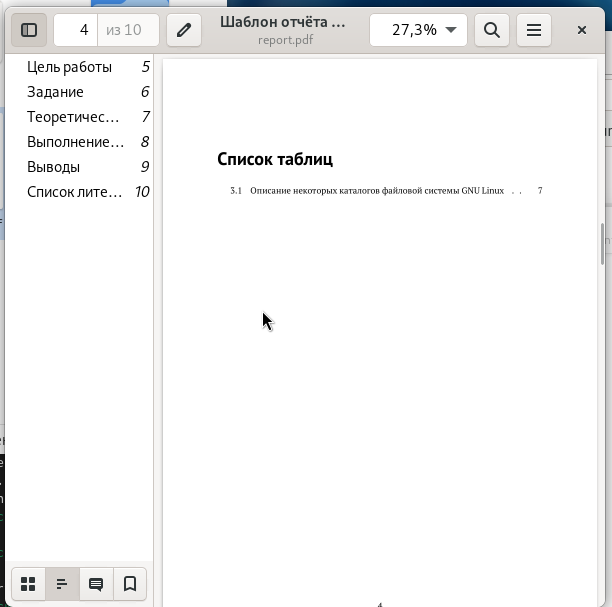 4 из 10
Шаблон отчёта ...
report.pdf
27,3%
Цель работы 5
Задание 6
Теоретичес... 7
Выполнение... 8
Выводы 9
Список лите... 10
Список таблиц
3.1 Описание некоторых каталогов файловой системы GNU Linux . . 7
4